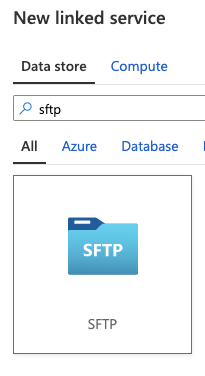 New linked service
Data store Compute
sftp
All Azure Database
SFTP
SFTP